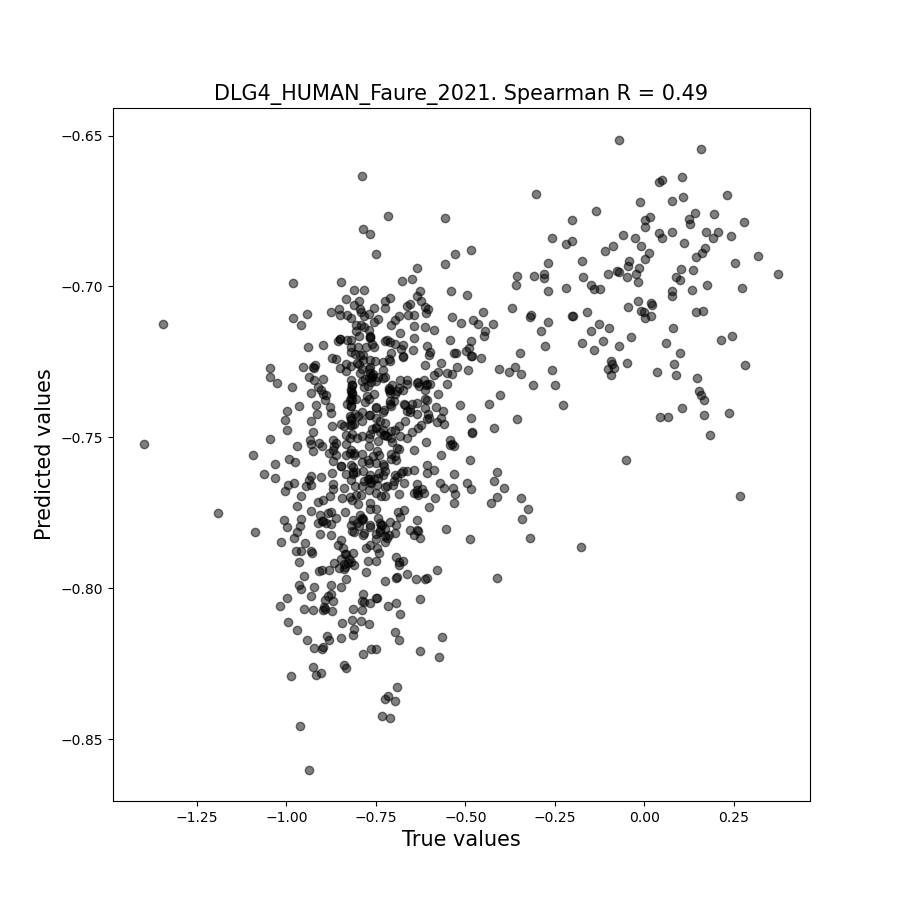 DLG4_HUMAN_Faure_2021. Spearman R = 0.49
−0.65
−0.70
−0.75
−0.80
−0.85
Predicted values
−1.25 −1.00 −0.75 −0.50 −0.25 0.00 0.25
True values